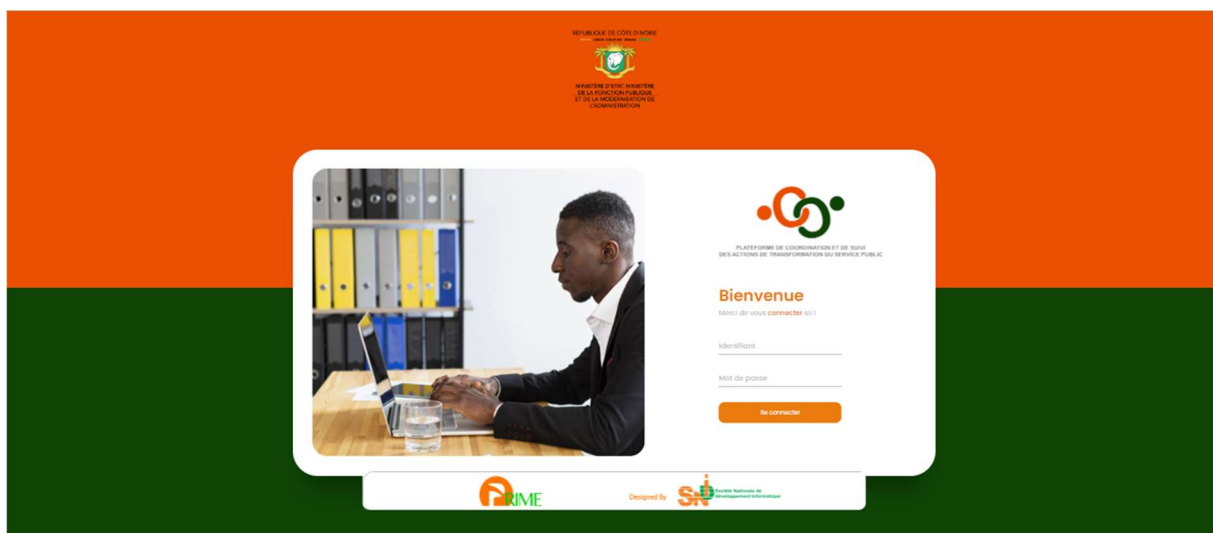 REPUBLIQUE DE CÔTE D'IVOIRE
MINISTÈRE D'ETAT, MINISTÈRE
DE LA FONCTION PUBLIQUE
ET DE LA MODERNISATION DE
L'ADMINISTRATION
PLATEFORME DE COORDINATION ET DE SUIVI
DES ACTIONS DE TRANSFORMATION DU SERVICE PUBLIC
Bienvenue
Merci de vous connecter ici !
Identifiant
Mot de passe
Se connecter
PRIME
Designed By
SNDI
Société Nationale de
Développement Informatique